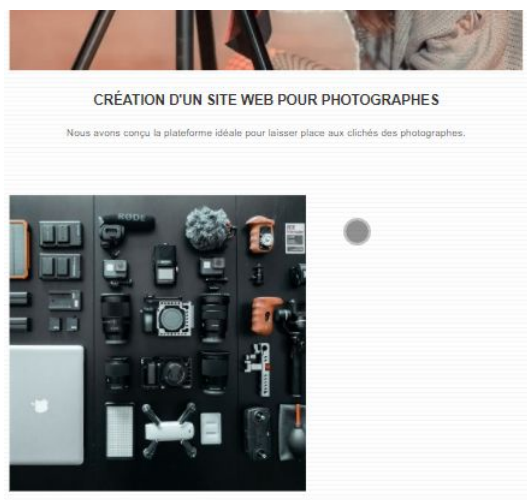 CRÉATION D'UN SITE WEB POUR PHOTOGRAPHES
Nous avons conçu la plateforme idéale pour laisser place aux clichés des photographes.
RØDE